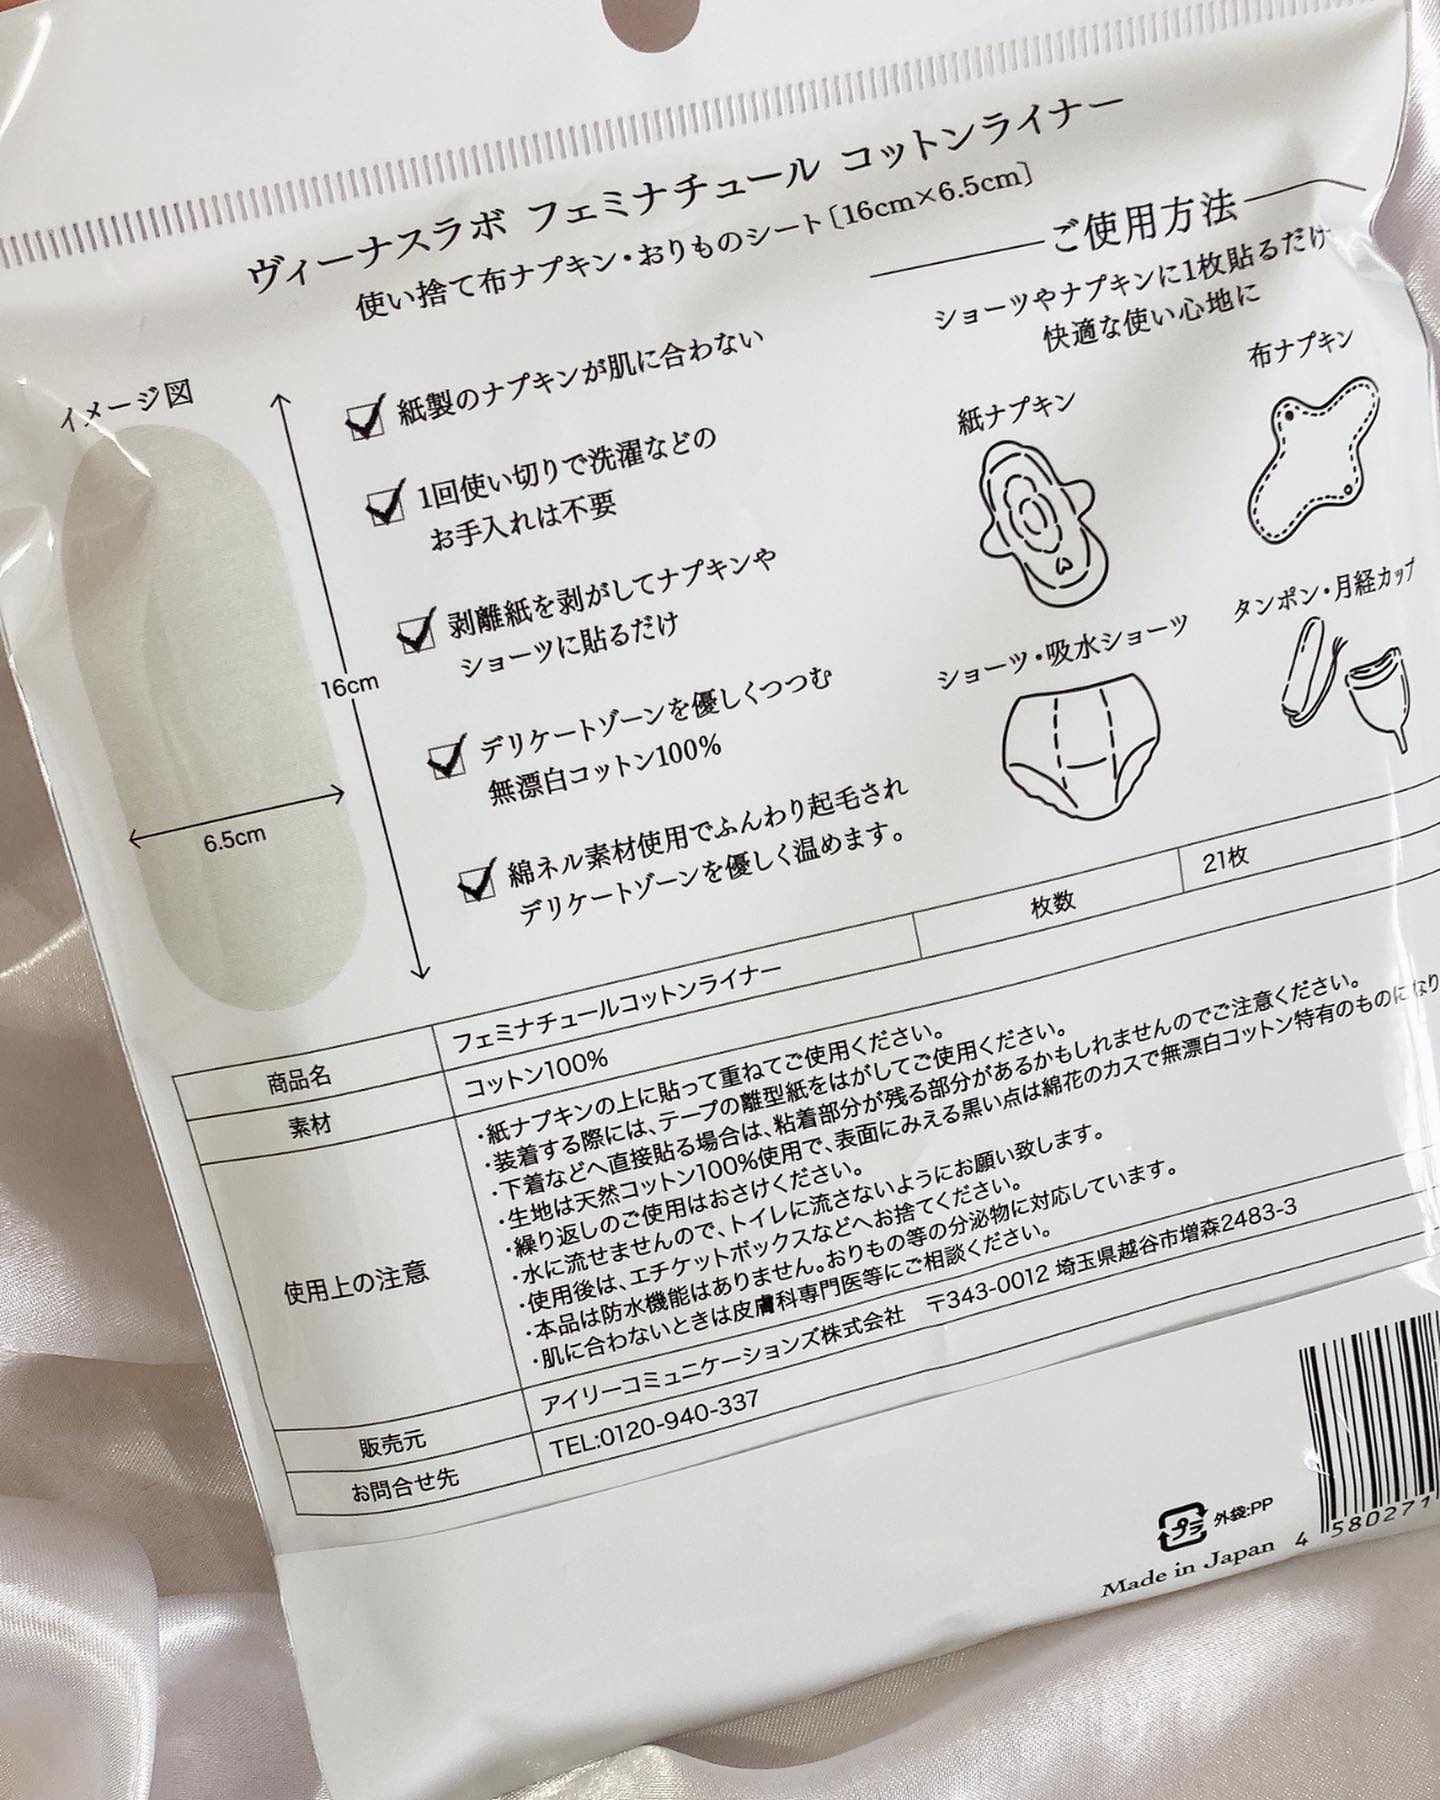 ヴィーナスラボ フェミナチュール コットンライナー
使い捨て布ナプキン・おりものシート〔16cm×6.5cm〕
イメージ図
16cm
6.5cm
紙製のナプキンが肌に合わない
1回使い切りで洗濯などの
お手入れは不要
剥離紙を剥がしてナプキンや
ショーツに貼るだけ
デリケートゾーンを優しくつつむ
無漂白コットン100%
綿ネル素材使用でふんわり起毛され
デリケートゾーンを優しく温めます。
ご使用方法
ショーツやナプキンに1枚貼るだけ
快適な使い心地に
紙ナプキン
布ナプキン
ショーツ・吸水ショーツ
タンポン・月経カップ
商品名 フェミナチュールコットンライナー 枚数 21枚
素材 コットン100%
使用上の注意
・紙ナプキンの上に貼って重ねてご使用ください。
・装着する際には、テープの離型紙をはがしてご使用ください。
・下着などへ直接貼る場合は、粘着部分が残る部分があるかもしれませんのでご注意ください。
・生地は天然コットン100%使用で、表面にみえる黒い点は綿花のカスで無漂白コットン特有のものになり
・繰り返しのご使用はおさけください。
・水に流せませんので、トイレに流さないようにお願い致します。
・使用後は、エチケットボックスなどへお捨てください。
・本品は防水機能はありません。おりもの等の分泌物に対応しています。
・肌に合わないときは皮膚科専門医等にご相談ください。
販売元 アイリーコミュニケーションズ株式会社 〒343-0012 埼玉県越谷市増森2483-3
お問合せ先 TEL:0120-940-337
プラ 外袋:PP
Made in Japan
4 580271